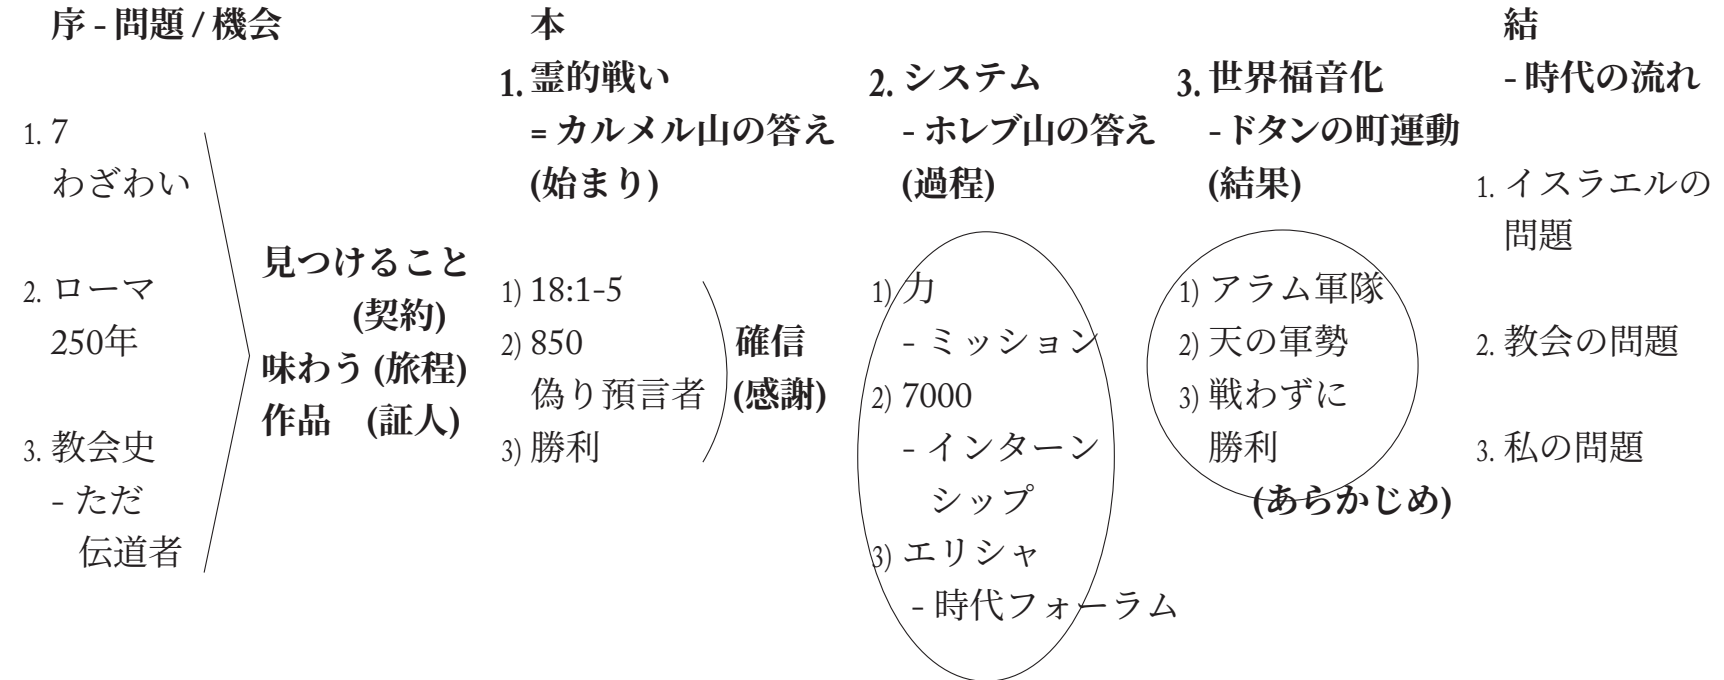 序 - 問題 / 機会
1. 7
わざわい
2. ローマ
250年
3. 教会史
- ただ
伝道者
見つけること
(契約)
味わう (旅程)
作品 (証人)
本
1. 霊的戦い
= カルメル山の答え
(始まり)
1) 18:1-5
2) 850
偽り預言者
3) 勝利
確信
(感謝)
2. システム
- ホレブ山の答え
(過程)
1) 力
- ミッション
2) 7000
- インターン
シップ
3) エリシャ
- 時代フォーラム
3. 世界福音化
- ドタンの町運動
(結果)
1) アラム軍隊
2) 天の軍勢
3) 戦わずに
勝利
(あらかじめ)
結
- 時代の流れ
1. イスラエルの
問題
2. 教会の問題
3. 私の問題